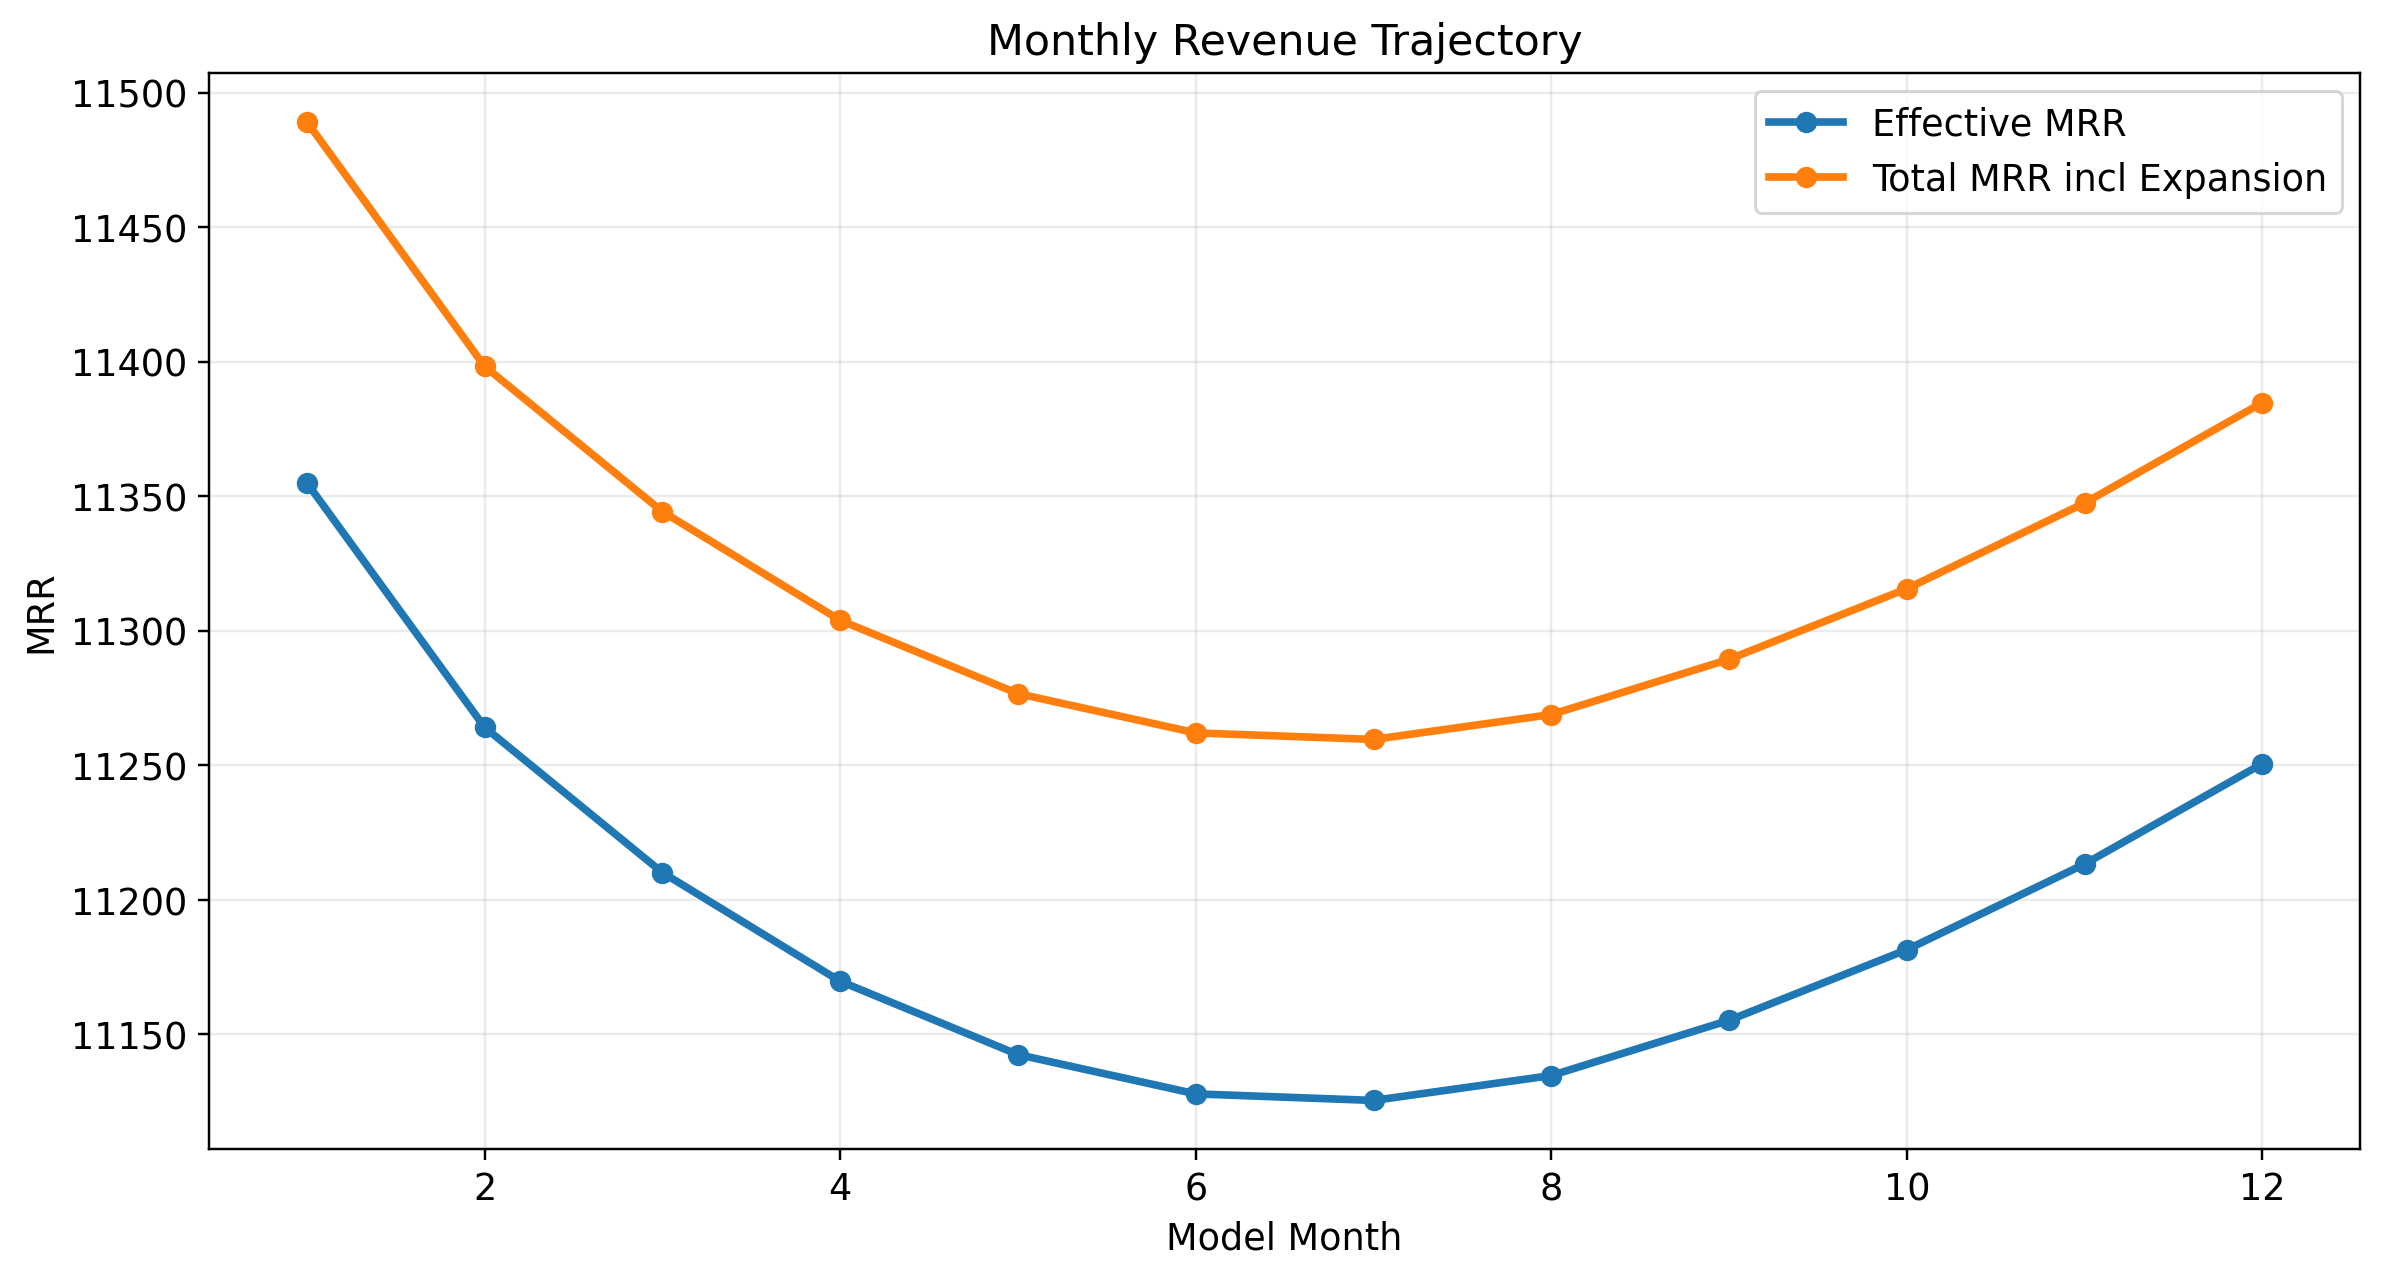 Monthly Revenue Trajectory
11500
11450
11400
11350
11300
11250
11200
11150
MRR
Effective MRR
Total MRR incl Expansion
2 4 6 8 10 12
Model Month